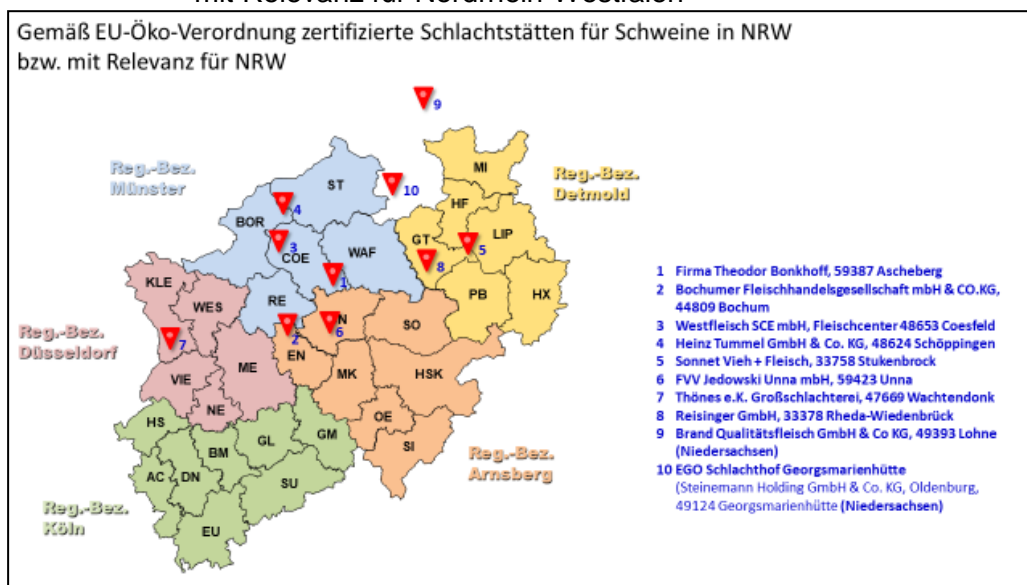 mit Relevanz für Nordrhein-Westfalen
Gemäß EU-Öko-Verordnung zertifizierte Schlachtstätten für Schweine in NRW
bzw. mit Relevanz für NRW
9
MI
Reg.-Bez.
Münster
ST
10
Reg.-Bez.
Detmold
4
HF
BOR
3
COE
WAF
GT
5
LIP
8
KLE
1
RE
PB
HX
WES
Reg.-Bez.
Düsseldorf
7
2
6
N
SO
EN
ME
MK
HSK
VIE
NE
HS
OE
GL
GM
BM
SI
Reg.-Bez.
Arnsberg
AC
DN
SU
Reg.-Bez.
Köln
EU
1 Firma Theodor Bonkhoff, 59387 Ascheberg
2 Bochumer Fleischhandelsgesellschaft mbH & CO.KG,
44809 Bochum
3 Westfleisch SCE mbH, Fleischcenter 48653 Coesfeld
4 Heinz Tummel GmbH & Co. KG, 48624 Schöppingen
5 Sonnet Vieh + Fleisch, 33758 Stukenbrock
6 FVV Jedowski Unna mbH, 59423 Unna
7 Thönes e.K. Großschlachterei, 47669 Wachtendonk
8 Reisinger GmbH, 33378 Rheda-Wiedenbrück
9 Brand Qualitätsfleisch GmbH & Co KG, 49393 Lohne
(Niedersachsen)
10 EGO Schlachthof Georgsmarienhütte
(Steinemann Holding GmbH & Co. KG, Oldenburg,
49124 Georgsmarienhütte (Niedersachsen)